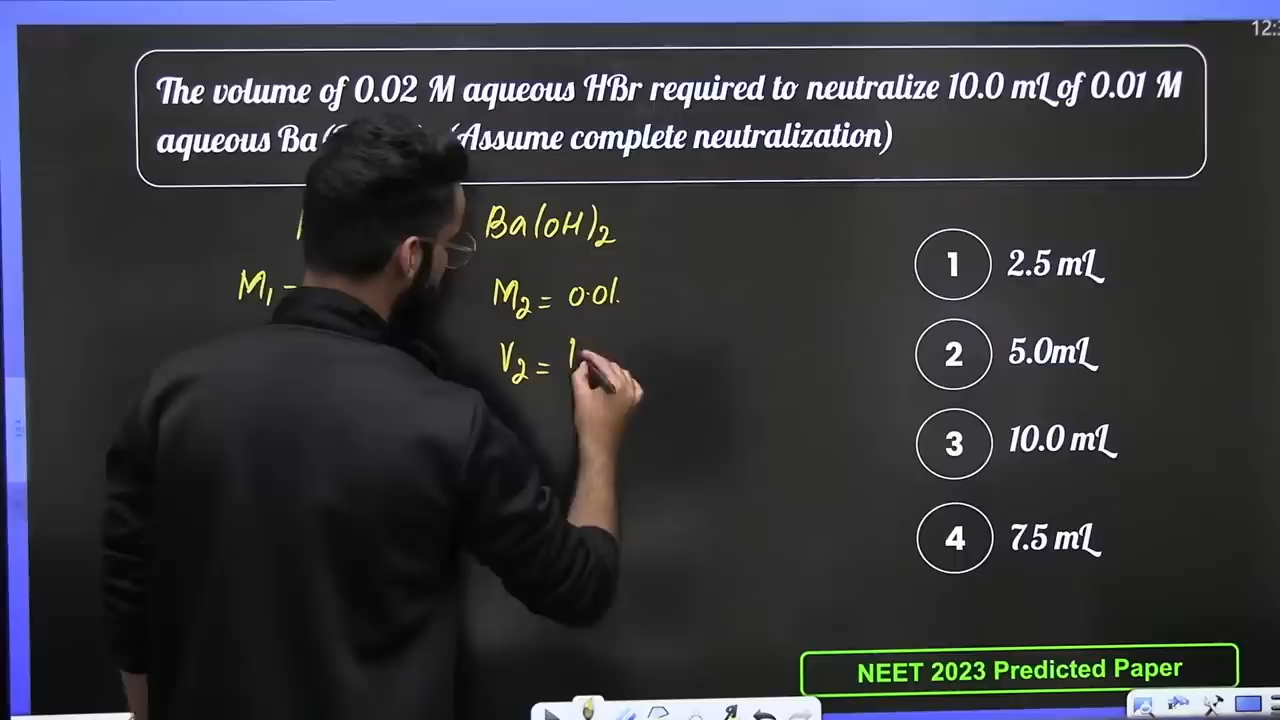 12:
The volume of 0.02 M aqueous HBr required to neutralize 10.0 mL of 0.01 M
aqueous Ba (Assume complete neutralization)
Ba(OH)2
M1 =
M2 = 0.01
V2 = 1
1 2.5 mL
2 5.0mL
3 10.0 mL
4 7.5 mL
NEET 2023 Predicted Paper